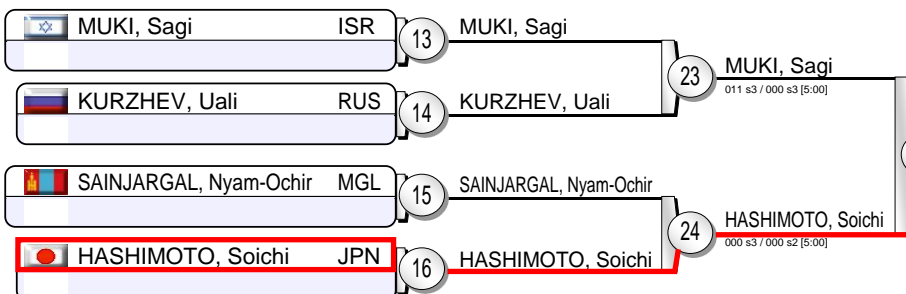 MUKI, Sagi ISR
13
MUKI, Sagi
23
MUKI, Sagi
011 s3 / 000 s3 [5:00]
KURZHEV, Uali RUS
14
KURZHEV, Uali
SAINJARGAL, Nyam-Ochir MGL
15
SAINJARGAL, Nyam-Ochir
24
HASHIMOTO, Soichi
000 s3 / 000 s2 [5:00]
HASHIMOTO, Soichi JPN
16
HASHIMOTO, Soichi